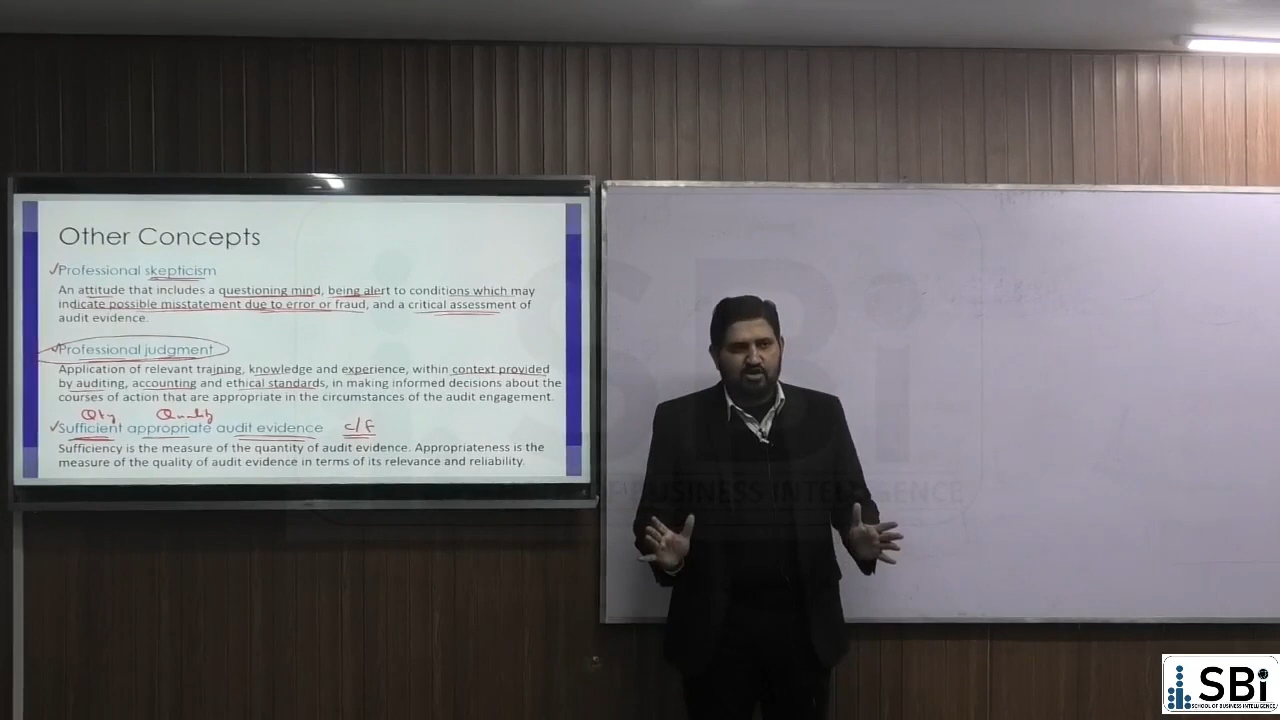 Other Concepts
✓Professional skepticism
An attitude that includes a questioning mind, being alert to conditions which may
indicate possible misstatement due to error or fraud, and a critical assessment of
audit evidence.
✓Professional judgment
Application of relevant training, knowledge and experience, within context provided
by auditing, accounting and ethical standards, in making informed decisions about the
courses of action that are appropriate in the circumstances of the audit engagement.
Qty Quality
✓Sufficient appropriate audit evidence c/f
Sufficiency is the measure of the quantity of audit evidence. Appropriateness is the
measure of the quality of audit evidence in terms of its relevance and reliability.
SBi
BUSINESS INTELLIGENCE
SBi
SCHOOL OF BUSINESS INTELLIGENCE